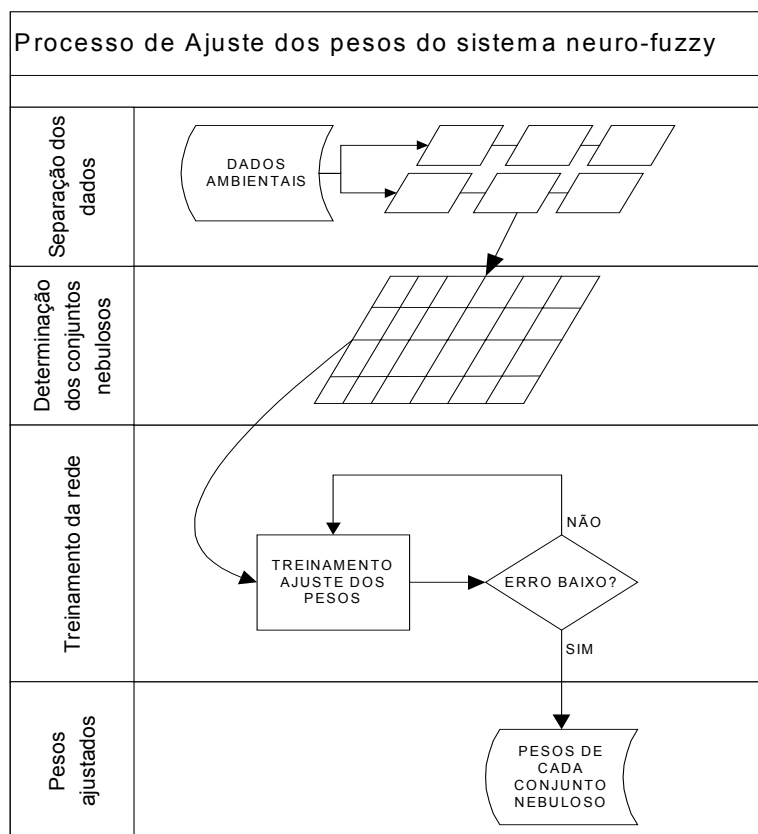 Processo de Ajuste dos pesos do sistema neuro-fuzzy
Separação dos
dados
DADOS
AMBIENTAIS
Determinação
dos conjuntos
nebulosos
Treinamento da rede
NÃO
TREINAMENTO
AJUSTE DOS
PESOS
ERRO BAIXO?
SIM
Pesos
ajustados
PESOS DE
CADA
CONJUNTO
NEBULOSO